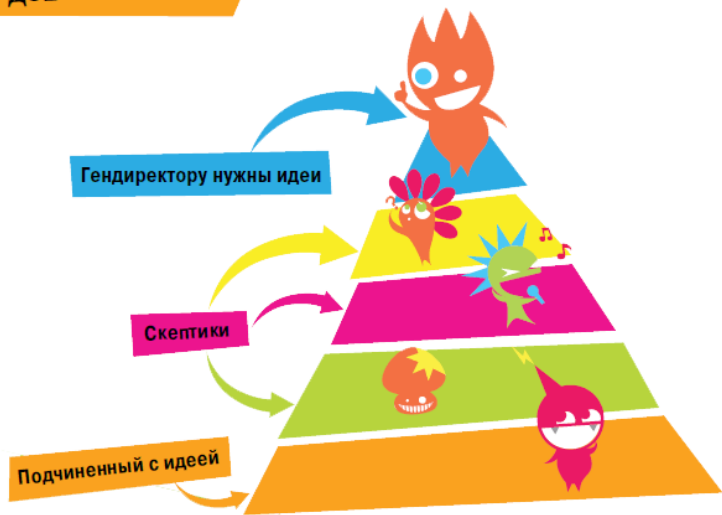 Гендиректору нужны идеи
Скептики
Подчиненный с идеей